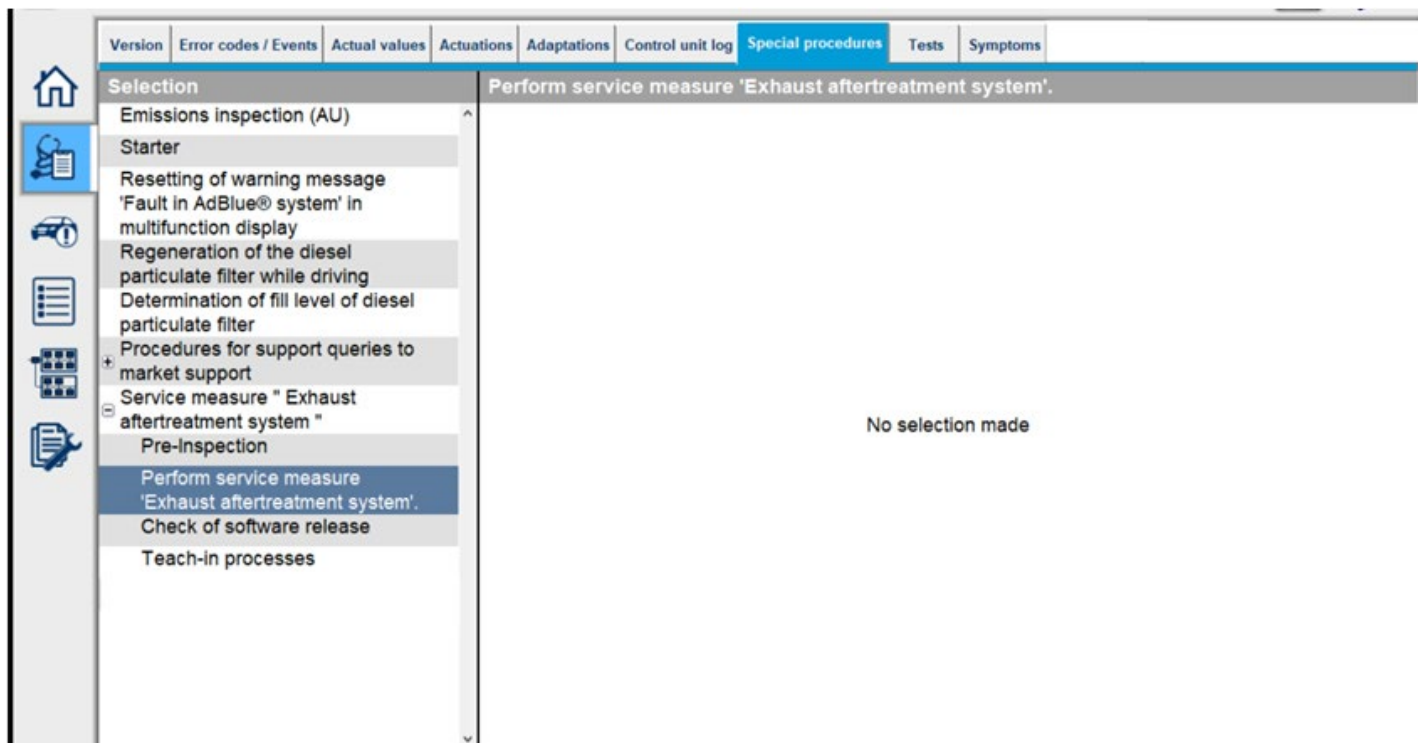 Version Error codes / Events Actual values Actuations Adaptations Control unit log Special procedures Tests Symptoms
Selection
Perform service measure 'Exhaust aftertreatment system'.
Emissions inspection (AU)
Starter
Resetting of warning message
'Fault in AdBlue® system' in
multifunction display
Regeneration of the diesel
particulate filter while driving
Determination of fill level of diesel
particulate filter
Procedures for support queries to
market support
Service measure " Exhaust
aftertreatment system "
Pre-Inspection
Perform service measure
'Exhaust aftertreatment system'.
Check of software release
Teach-in processes
No selection made